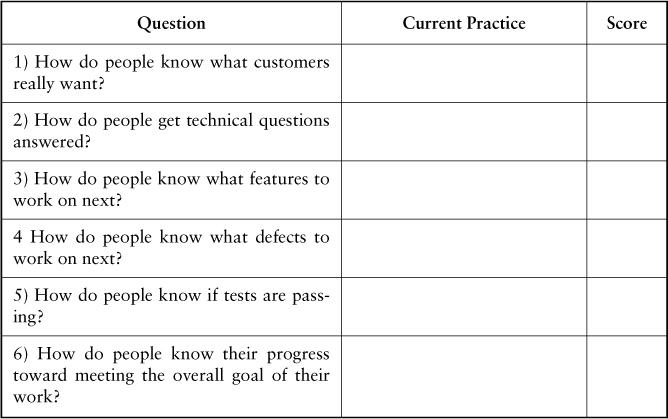 Question Current Practice Score
1) How do people know what customers
really want?
2) How do people get technical questions
answered?
3) How do people know what features to
work on next?
4 How do people know what defects to
work on next?
5) How do people know if tests are pass-
ing?
6) How do people know their progress
toward meeting the overall goal of their
work?